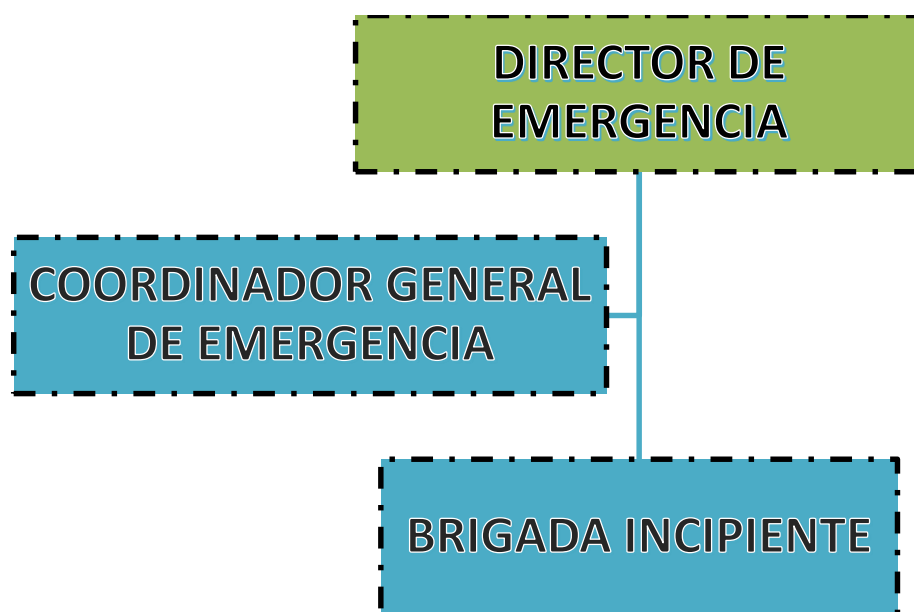 DIRECTOR DE
EMERGENCIA
COORDINADOR GENERAL
DE EMERGENCIA
BRIGADA INCIPIENTE